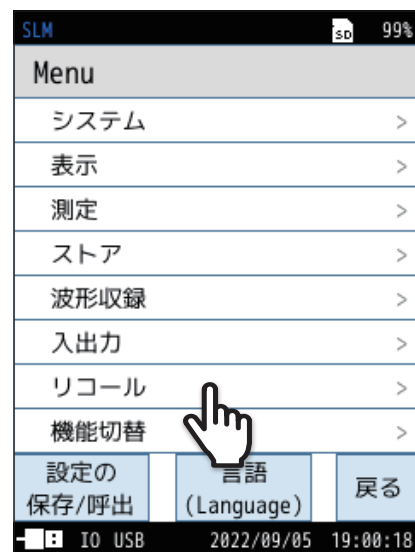 SLM SD 99%
Menu
システム >
表示 >
測定 >
ストア >
波形収録 >
入出力 >
リコール >
機能切替 >
設定の
保存/呼出
言語
(Language)
戻る
IO USB 2022/09/05 19:00:18